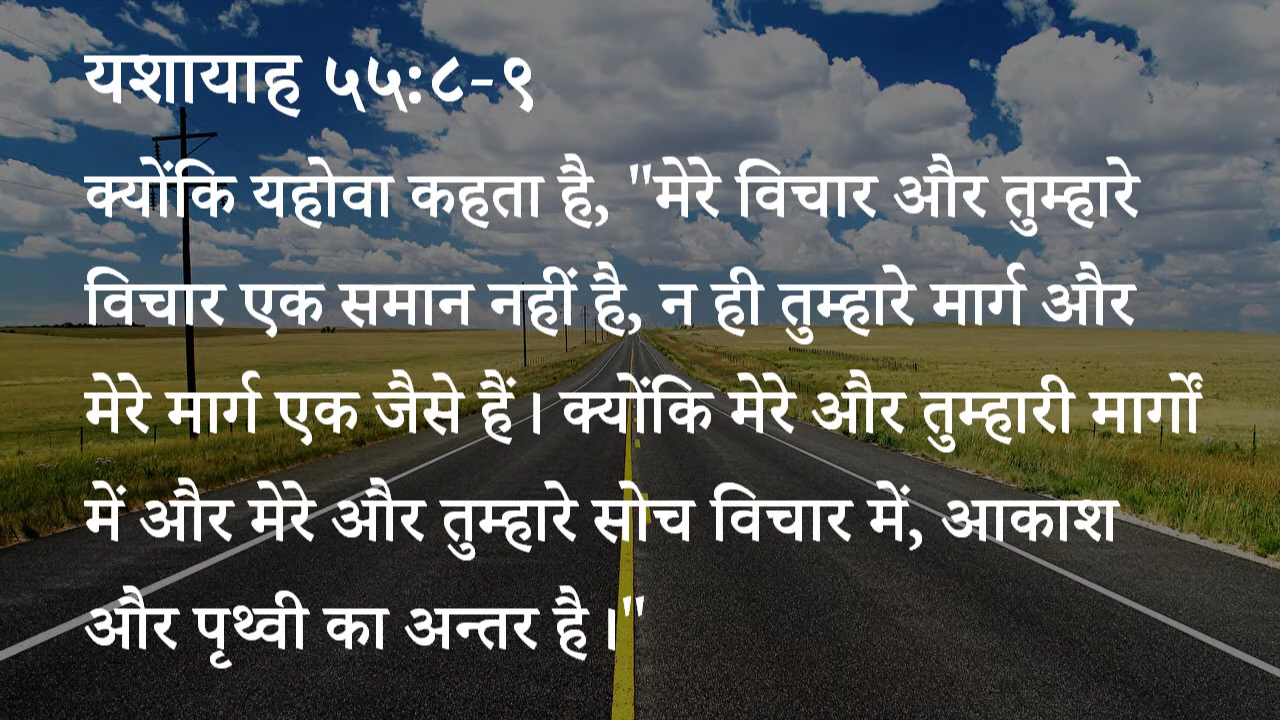 यशायाह ५५:८-९
क्योंकि यहोवा कहता है, "मेरे विचार और तुम्हारे
विचार एक समान नहीं है, न ही तुम्हारे मार्ग और
मेरे मार्ग एक जैसे हैं। क्योंकि मेरे और तुम्हारी मार्गों
में और मेरे और तुम्हारे सोच विचार में, आकाश
और पृथ्वी का अन्तर है।"